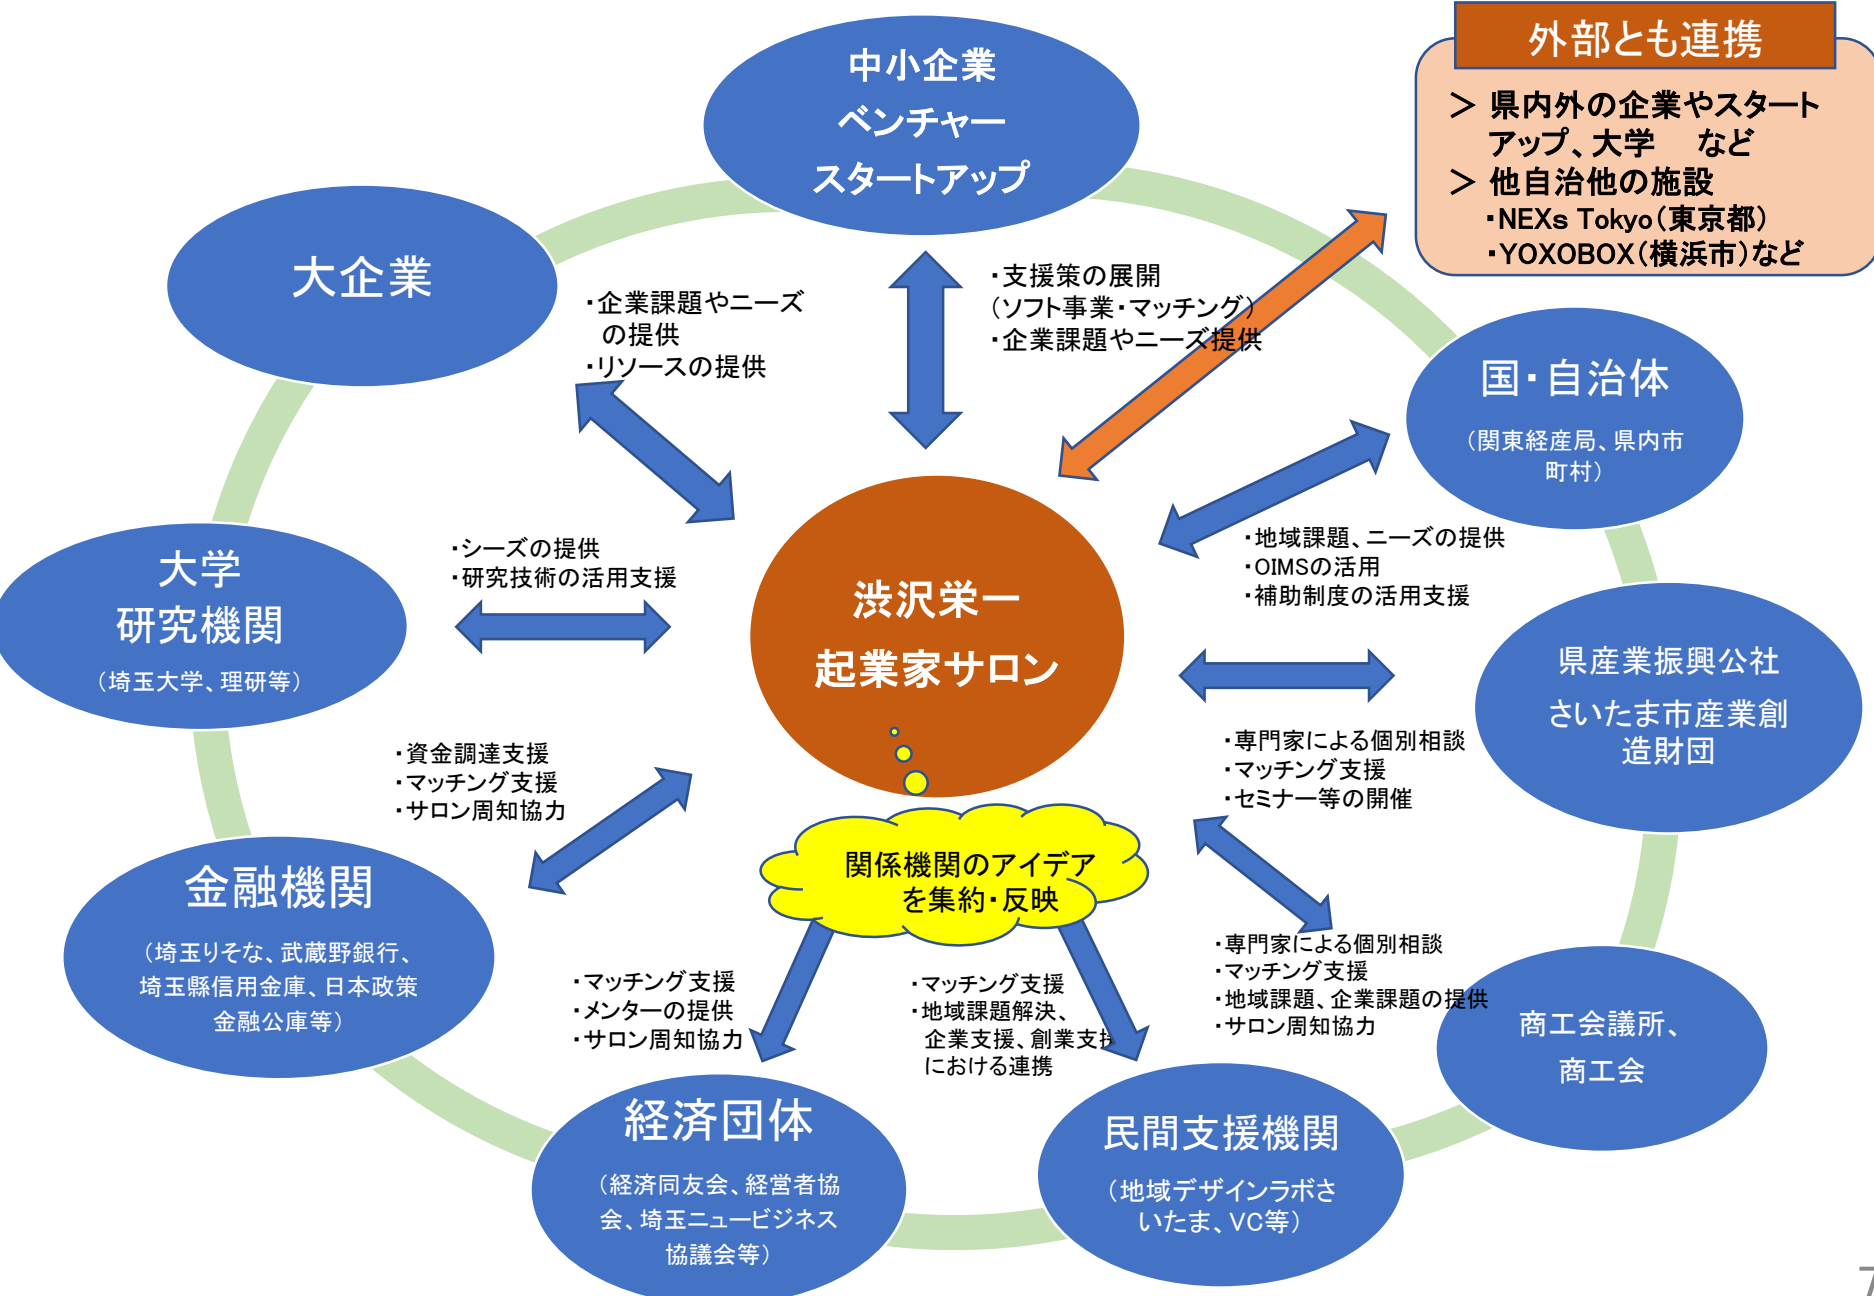 外部とも連携
＞ 県内外の企業やスタート
アップ、大学　など
＞ 他自治他の施設
・NEXs Tokyo（東京都）
・YOXOBOX（横浜市）など
中小企業
ベンチャー
スタートアップ
大企業
・企業課題やニーズ
の提供
・リソースの提供
・支援策の展開
（ソフト事業・マッチング）
・企業課題やニーズ提供
国・自治体
（関東経産局、県内市
町村）
・地域課題、ニーズの提供
・OIMSの活用
・補助制度の活用支援
大学
研究機関
（埼玉大学、理研等）
・シーズの提供
・研究技術の活用支援
渋沢栄一
起業家サロン
県産業振興公社
さいたま市産業創
造財団
・専門家による個別相談
・マッチング支援
・セミナー等の開催
・資金調達支援
・マッチング支援
・サロン周知協力
金融機関
（埼玉りそな、武蔵野銀行、
埼玉縣信用金庫、日本政策
金融公庫等）
関係機関のアイデア
を集約・反映
・専門家による個別相談
・マッチング支援
・地域課題、企業課題の提供
・サロン周知協力
商工会議所、
商工会
・マッチング支援
・メンターの提供
・サロン周知協力
経済団体
（経済同友会、経営者協
会、埼玉ニュービジネス
協議会等）
・マッチング支援
・地域課題解決、
企業支援、創業支援
における連携
民間支援機関
（地域デザインラボさ
いたま、VC等）
7